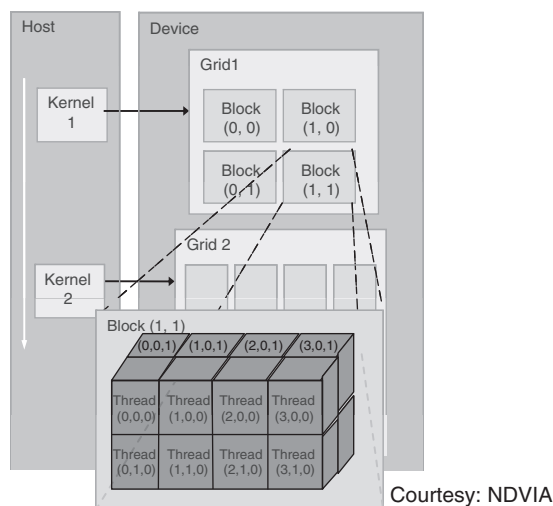 Host
Device
Grid1
Kernel
1
Block
(0, 0)
Block
(1, 0)
Block
(0, 1)
Block
(1, 1)
Grid 2
Kernel
2
Block (1, 1)
(0,0,1)
(1,0,1)
(2,0,1)
(3,0,1)
Thread
(0,0,0)
Thread
(1,0,0)
Thread
(2,0,0)
Thread
(3,0,0)
Thread
(0,1,0)
Thread
(1,1,0)
Thread
(2,1,0)
Thread
(3,1,0)
Courtesy: NDVIA